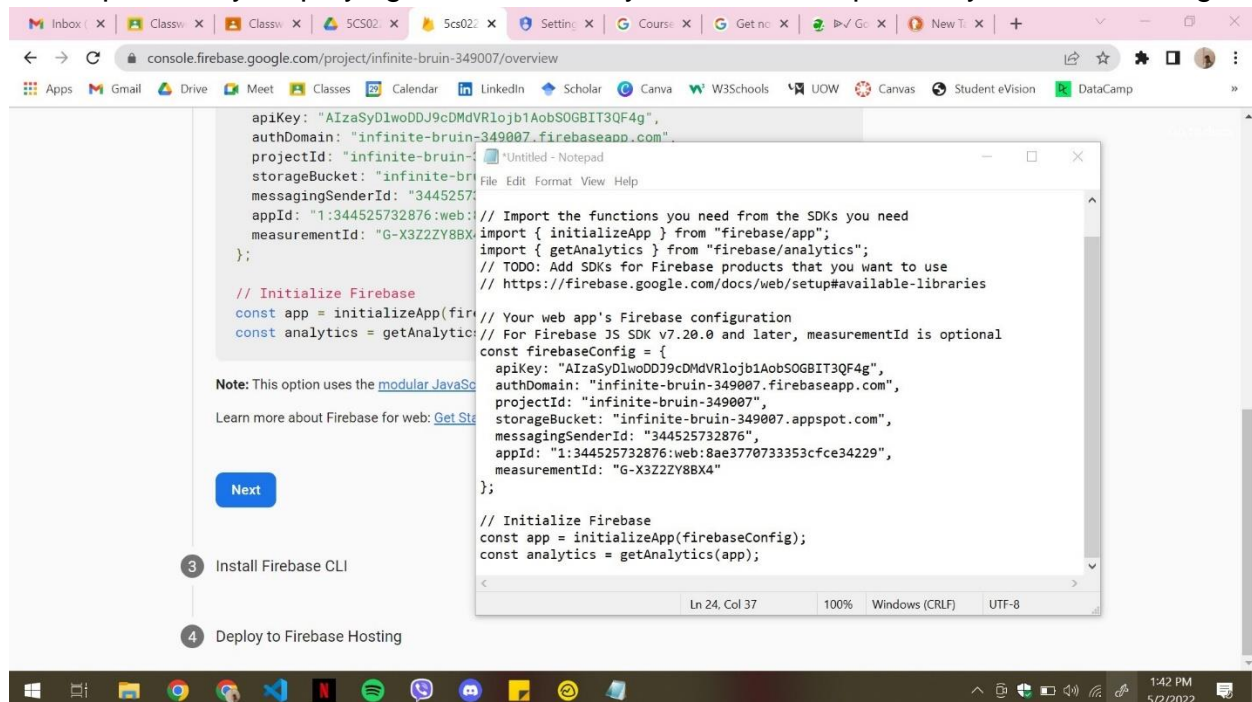 Inbox (
Classw
Classw
5CS02
5cs022
Setting
Course
Get no
Go
New T
console.firebase.google.com/project/infinite-bruin-349007/overview
Apps Gmail Drive Meet Classes Calendar LinkedIn Scholar Canva W3Schools UOW Canvas Student eVision DataCamp »
apiKey: "AIzaSyDlwoDDJ9cDMdVRlojb1AobSOGBIT3QF4g",
authDomain: "infinite-bruin-349007.firebaseapp.com",
projectId: "infinite-bruin-
storageBucket: "infinite-br
messagingSenderId: "3445257
appId: "1:344525732876:web:
measurementId: "G-X3Z2ZY8BX
};
// Initialize Firebase
const app = initializeApp(fir
const analytics = getAnalytic
Note: This option uses the modular JavaSc
Learn more about Firebase for web: Get Sta
Next
3 Install Firebase CLI
4 Deploy to Firebase Hosting
*Untitled - Notepad
File Edit Format View Help
// Import the functions you need from the SDKs you need
import { initializeApp } from "firebase/app";
import { getAnalytics } from "firebase/analytics";
// TODO: Add SDKs for Firebase products that you want to use
// https://firebase.google.com/docs/web/setup#available-libraries
// Your web app's Firebase configuration
// For Firebase JS SDK v7.20.0 and later, measurementId is optional
const firebaseConfig = {
apiKey: "AIzaSyDlwoDDJ9cDMdVRlojb1AobSOGBIT3QF4g",
authDomain: "infinite-bruin-349007.firebaseapp.com",
projectId: "infinite-bruin-349007",
storageBucket: "infinite-bruin-349007.appspot.com",
messagingSenderId: "344525732876",
appId: "1:344525732876:web:8ae3770733353cfce34229",
measurementId: "G-X3Z2ZY8BX4"
};
// Initialize Firebase
const app = initializeApp(firebaseConfig);
const analytics = getAnalytics(app);
Ln 24, Col 37 100% Windows (CRLF) UTF-8
1:42 PM
5/2/2022